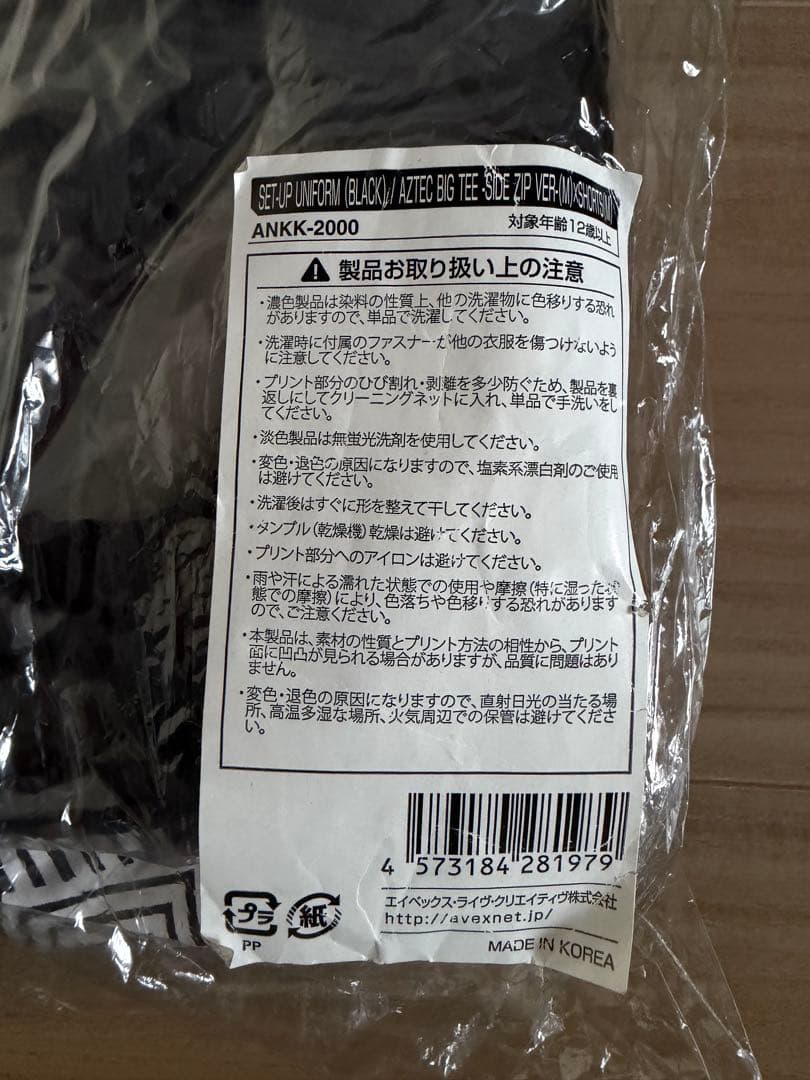 SET-UP UNIFORM (BLACK) / AZTEC BIG TEE -SIDE ZIP VER-(M)×SHORTS(M)
ANKK-2000
対象年齢12歳以上
製品お取り扱い上の注意
・濃色製品は染料の性質上、他の洗濯物に色移りする恐れ
がありますので、単品で洗濯してください。
・洗濯時に付属のファスナーが他の衣服を傷つけないよう
に注意してください。
・プリント部分のひび割れ・剥離を多少防ぐため、製品を裏
返しにしてクリーニングネットに入れ、単品で手洗いをし
てください。
・淡色製品は無蛍光洗剤を使用してください。
・変色・退色の原因になりますので、塩素系漂白剤のご使用
は避けてください。
・洗濯後はすぐに形を整えて干してください。
・タンブル(乾燥機)乾燥は避けてください。
・プリント部分へのアイロンは避けてください。
・雨や汗による濡れた状態での使用や摩擦(特に湿った状
態での摩擦)により、色落ちや色移りする恐れがあります
ので、ご注意ください。
・本製品は、素材の性質とプリント方法の相性から、プリント
面に凹凸が見られる場合がありますが、品質に問題はあり
ません。
・変色・退色の原因になりますので、直射日光の当たる場
所、高温多湿な場所、火気周辺での保管は避けてくださ
い。
4 573184 281979
プラ
紙
PP
エイベックス・ライヴ・クリエイティヴ株式会社
http://avexnet.jp/
MADE IN KOREA